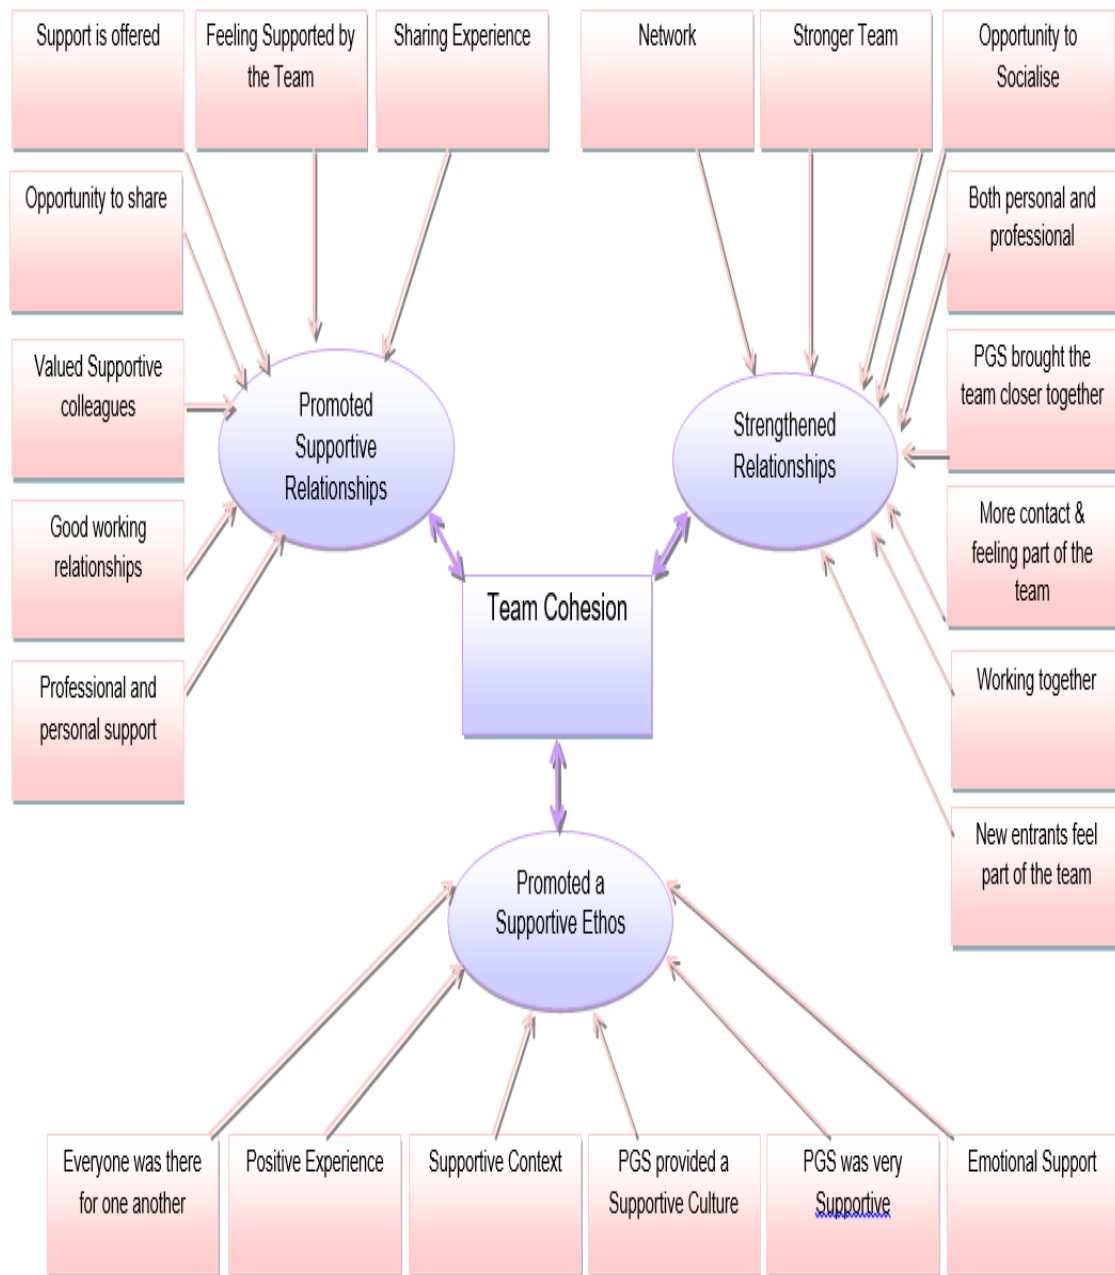 Support is offered
Feeling Supported by
the Team
Sharing Experience
Network
Stronger Team
Opportunity to
Socialise
Opportunity to share
Both personal and
professional
Valued Supportive
colleagues
Promoted
Supportive
Relationships
Strengthened
Relationships
PGS brought the
team closer together
Good working
relationships
More contact &
feeling part of the
team
Team Cohesion
Professional and
personal support
Working together
New entrants feel
part of the team
Promoted a
Supportive Ethos
Everyone was there
for one another
Positive Experience
Supportive Context
PGS provided a
Supportive Culture
PGS was very
Supportive
Emotional Support